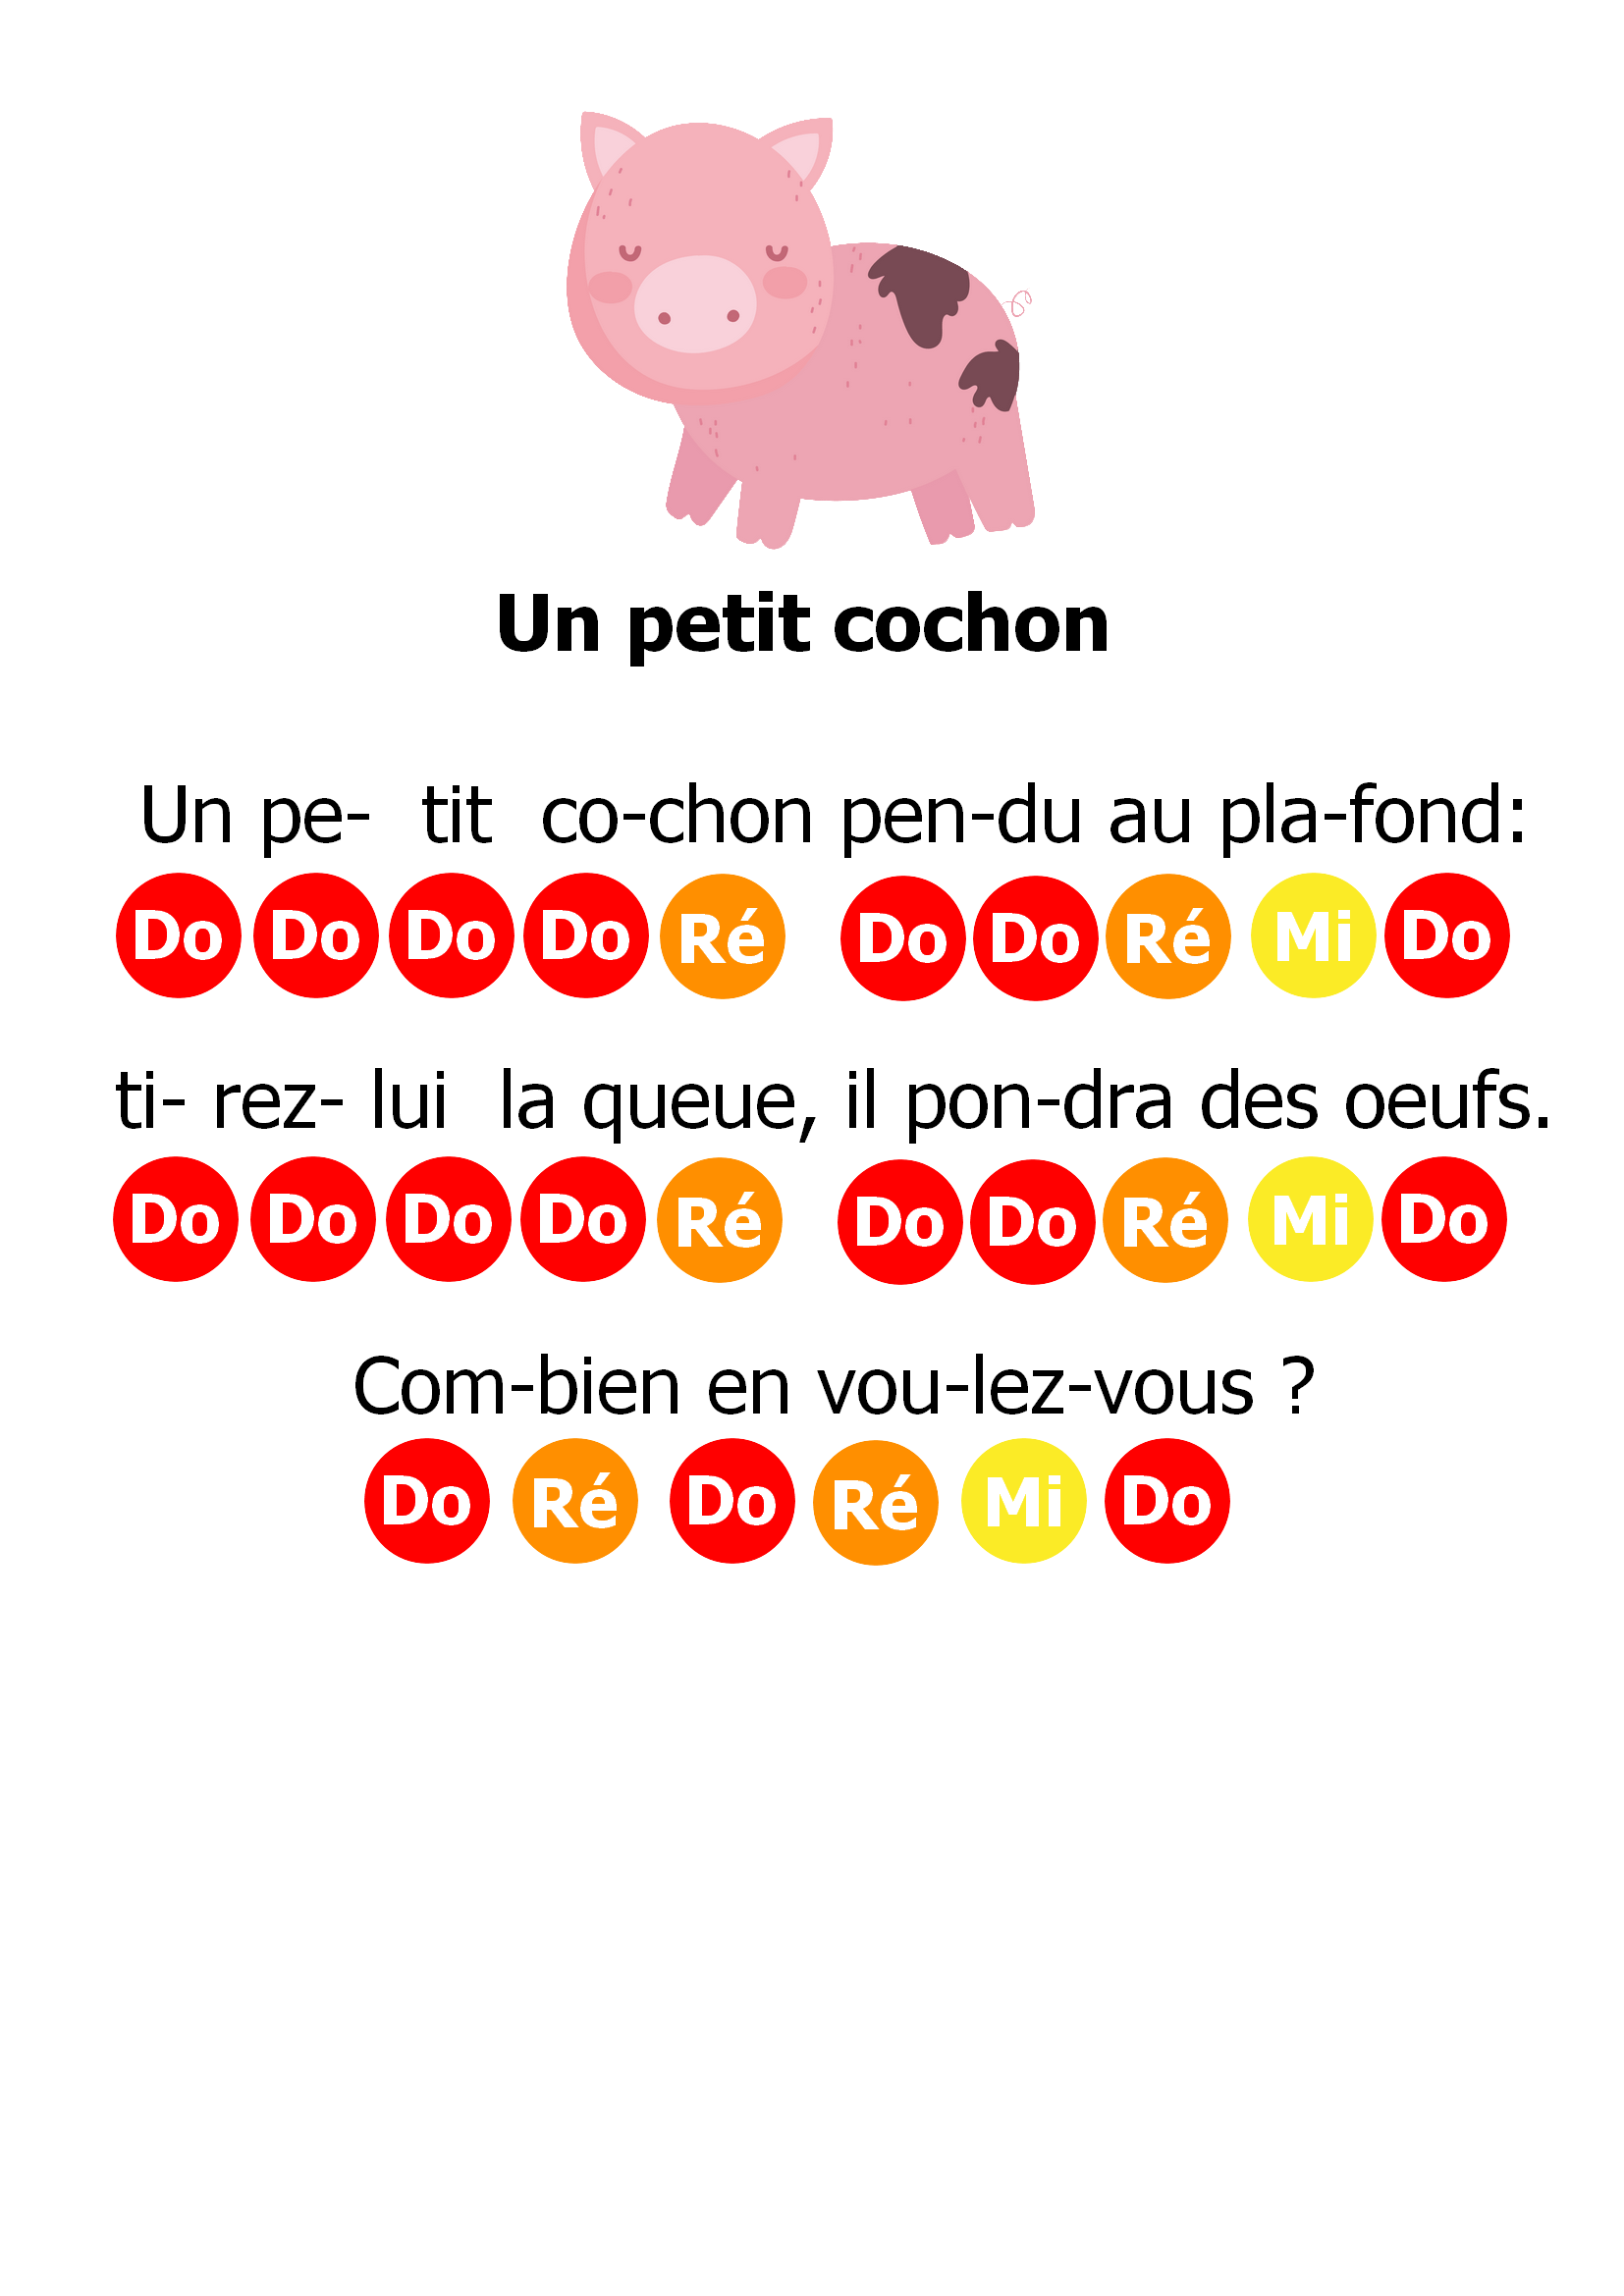 Un petit cochon
Un pe- tit co-chon pen-du au pla-fond:
Do Do Do Do Ré Do Do Ré Mi Do
ti- rez- lui la queue, il pon-dra des oeufs.
Do Do Do Do Ré Do Do Ré Mi Do
Com-bien en vou-lez-vous ?
Do Ré Do Ré Mi Do